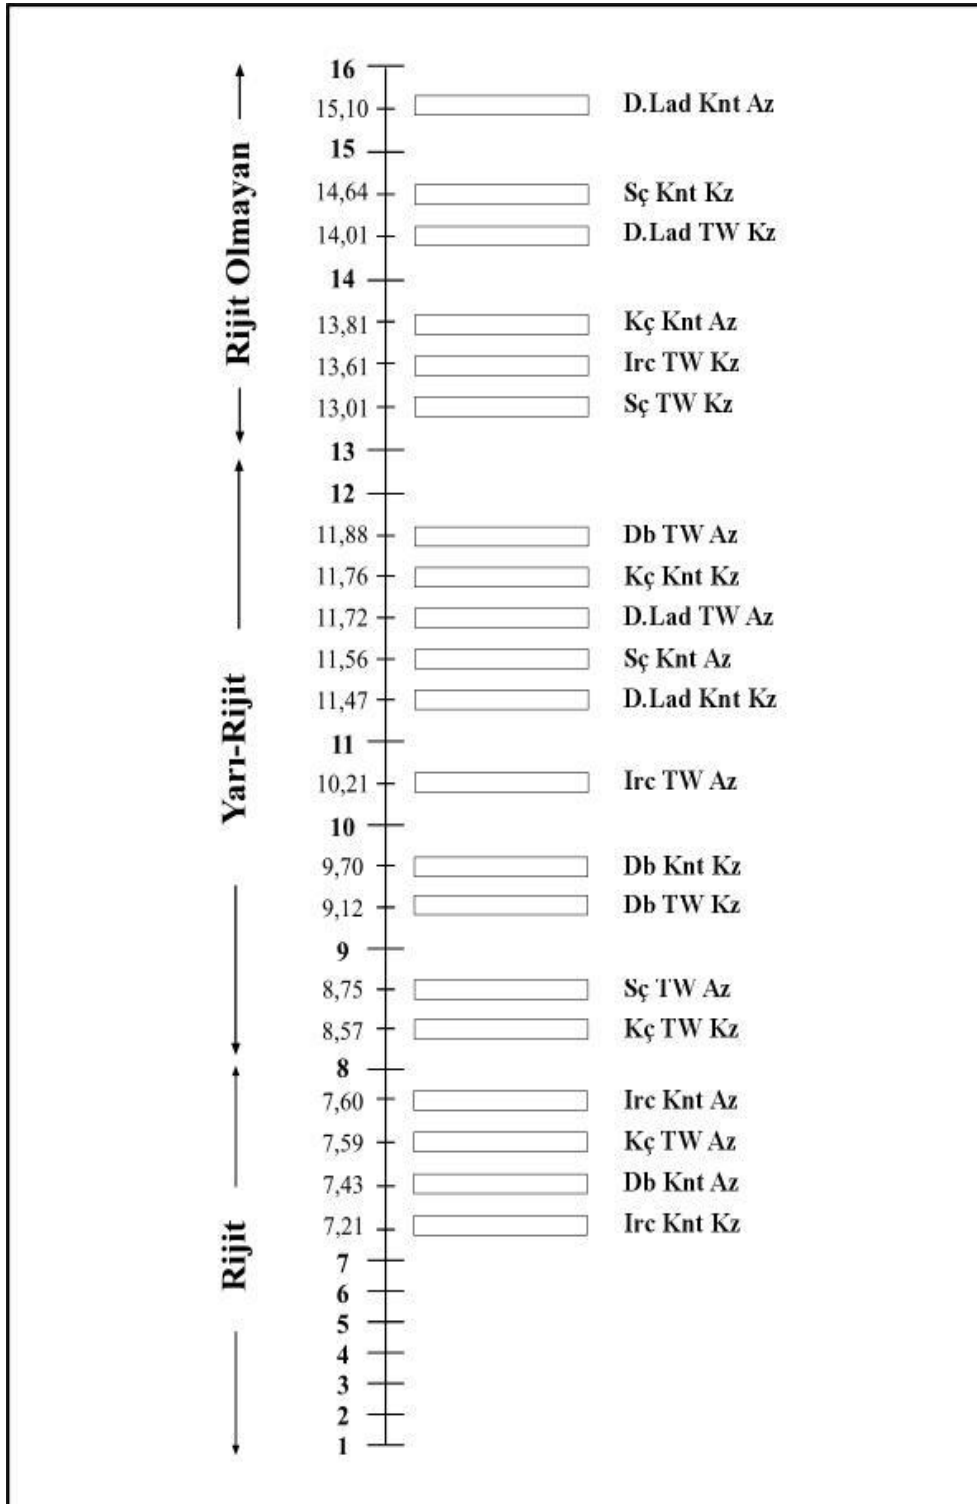 16
15,10 D.Lad Knt Az
15
14,64 Sç Knt Kz
14,01 D.Lad TW Kz
14
13,81 Kç Knt Az
13,61 Irc TW Kz
13,01 Sç TW Kz
13
12
11,88 Db TW Az
11,76 Kç Knt Kz
11,72 D.Lad TW Az
11,56 Sç Knt Az
11,47 D.Lad Knt Kz
11
10,21 Irc TW Az
10
9,70 Db Knt Kz
9,12 Db TW Kz
9
8,75 Sç TW Az
8,57 Kç TW Kz
8
7,60 Irc Knt Az
7,59 Kç TW Az
7,43 Db Knt Az
7,21 Irc Knt Kz
7
6
5
4
3
2
1
Rijit Olmayan
Yarı-Rijit
Rijit